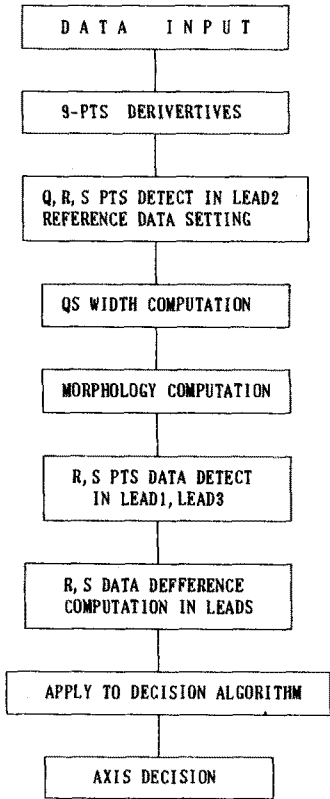 DATA INPUT
9-PTS DERIVERTIVES
Q, R, S PTS DETECT IN LEAD2
REFERENCE DATA SETTING
QS WIDTH COMPUTATION
MORPHOLOGY COMPUTATION
R, S PTS DATA DETECT
IN LEAD1, LEAD3
R, S DATA DEFFERENCE
COMPUTATION IN LEADS
APPLY TO DECISION ALGORITHM
AXIS DECISION